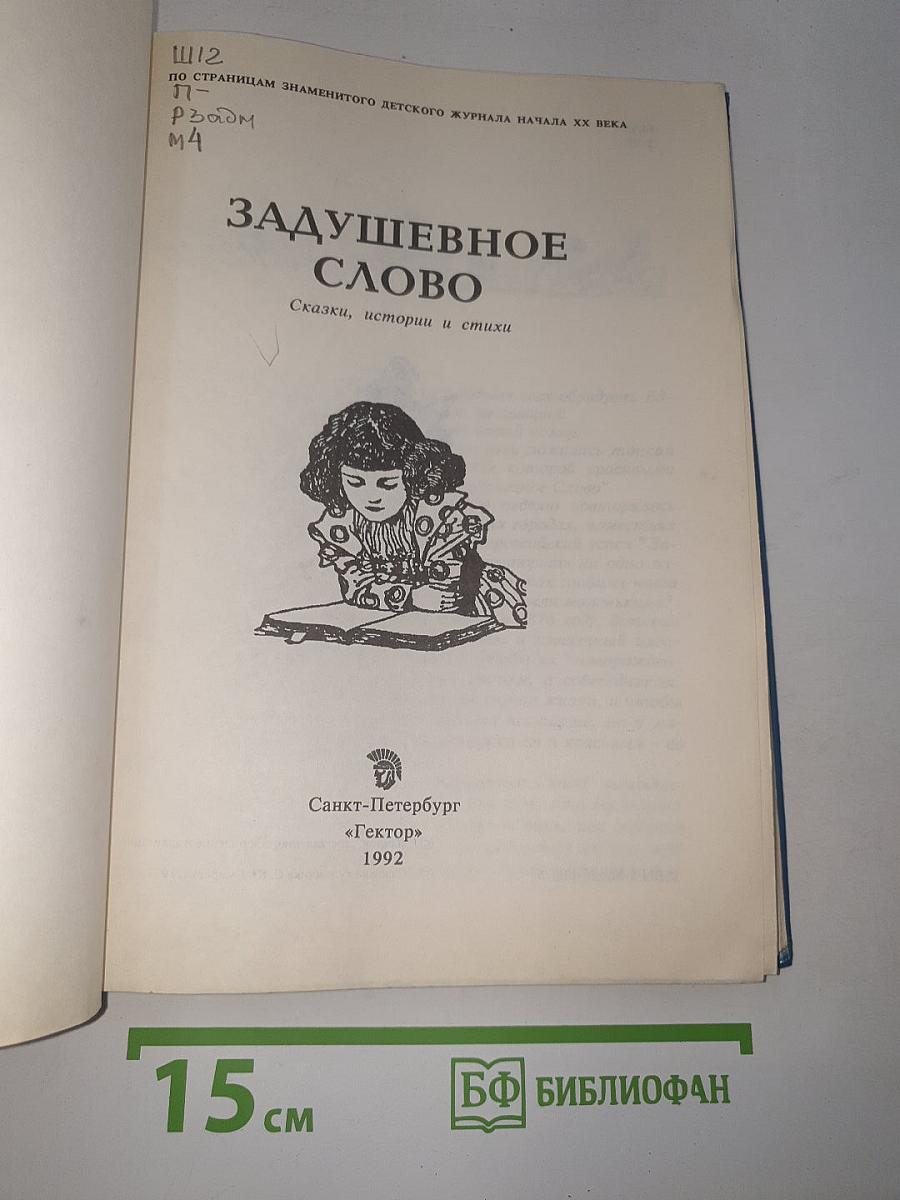 Ш12
ПО СТРАНИЦАМ ЗНАМЕНИТОГО ДЕТСКОГО ЖУРНАЛА НАЧАЛА XX ВЕКА
П-
Рзадм
м4
ЗАДУШЕВНОЕ
СЛОВО
Сказки, истории и стихи
Санкт-Петербург
«Гектор»
1992
15 см
БФ БИБЛИОФАН